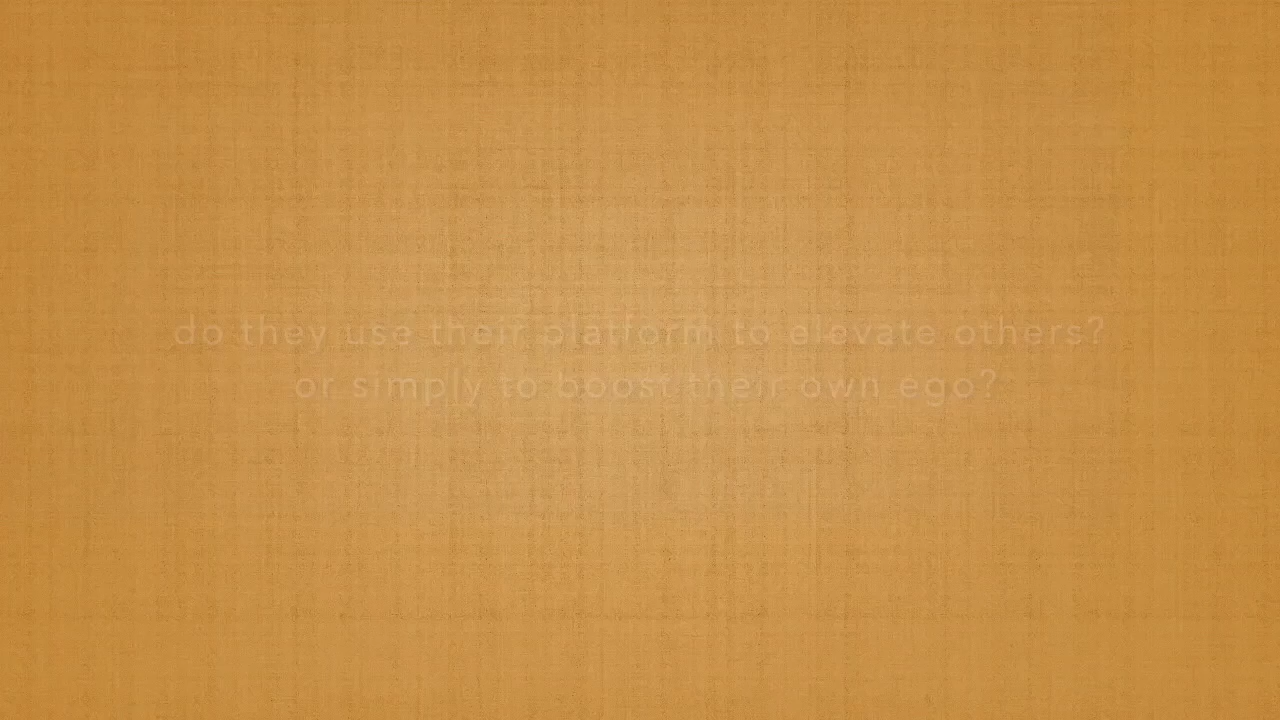 do they use their platform to elevate others?
or simply to boost their own ego?